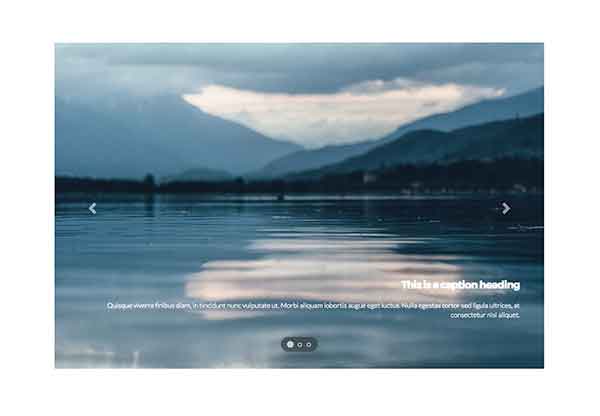 This is a caption heading
Quisque viverra finibus diam, in tincidunt nunc vulputate ut. Morbi aliquam lobortis augue eget luctus. Nulla egestas tortor sed ligula ultrices, at
consectetur nisl aliquet.